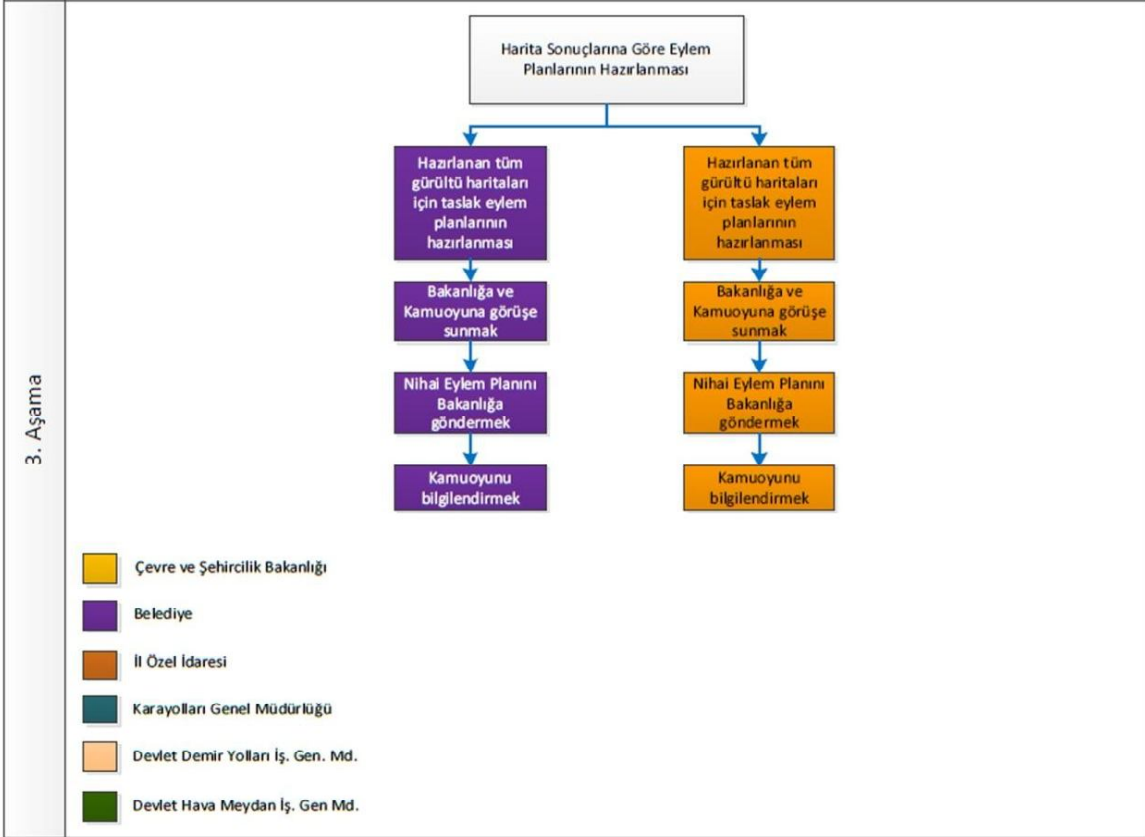 3. Aşama
Harita Sonuçlarına Göre Eylem
Planlarının Hazırlanması
Hazırlanan tüm
gürültü haritaları
için taslak eylem
planlarının
hazırlanması
Bakanlığa ve
Kamuoyuna görüşe
sunmak
Nihai Eylem Planını
Bakanlığa
göndermek
Kamuoyunu
bilgilendirmek
Hazırlanan tüm
gürültü haritaları
için taslak eylem
planlarının
hazırlanması
Bakanlığa ve
Kamuoyuna görüşe
sunmak
Nihai Eylem Planını
Bakanlığa
göndermek
Kamuoyunu
bilgilendirmek
Çevre ve Şehircilik Bakanlığı
Belediye
İl Özel İdaresi
Karayolları Genel Müdürlüğü
Devlet Demir Yolları İş. Gen. Md.
Devlet Hava Meydan İş. Gen Md.